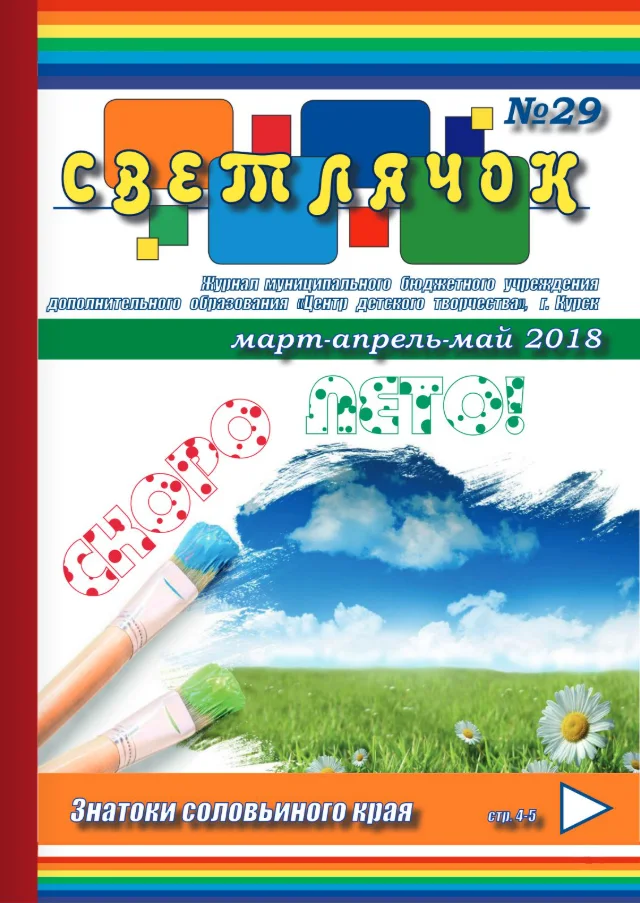 №29
СВЕТЛЯЧОК
Журнал муниципального бюджетного учреждения
дополнительного образования «Центр детского творчества», г. Курск
март-апрель-май 2018
СКОРО
ЛЕТО!
Знатоки соловьиного края
стр. 4-5